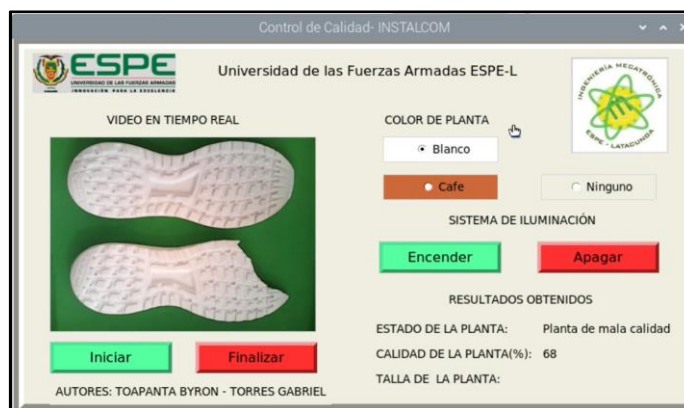 Control de Calidad- INSTALCOM
ESPE
UNIVERSIDAD DE LAS FUERZAS ARMADAS
INNOVACIÓN PARA LA EXCELENCIA
Universidad de las Fuerzas Armadas ESPE-L
INGENIERÍA MECATRÓNICA
ESPE - LATACUNGA
VIDEO EN TIEMPO REAL
COLOR DE PLANTA
Blanco
Cafe
Ninguno
SISTEMA DE ILUMINACIÓN
Encender
Apagar
RESULTADOS OBTENIDOS
ESTADO DE LA PLANTA: Planta de mala calidad
CALIDAD DE LA PLANTA(%): 68
TALLA DE LA PLANTA:
Iniciar
Finalizar
AUTORES: TOAPANTA BYRON - TORRES GABRIEL